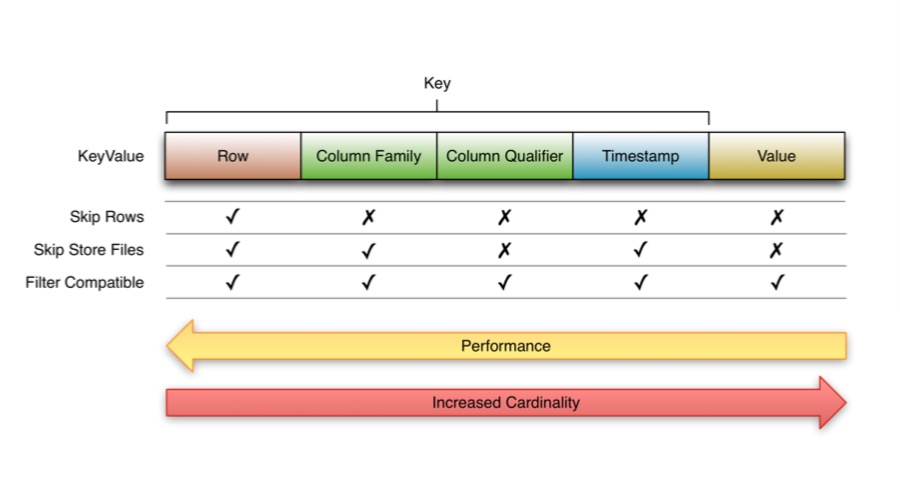 Key
KeyValue Row Column Family Column Qualifier Timestamp Value
Skip Rows ✓ ✗ ✗ ✗ ✗
Skip Store Files ✓ ✓ ✗ ✓ ✗
Filter Compatible ✓ ✓ ✓ ✓ ✓
Performance
Increased Cardinality